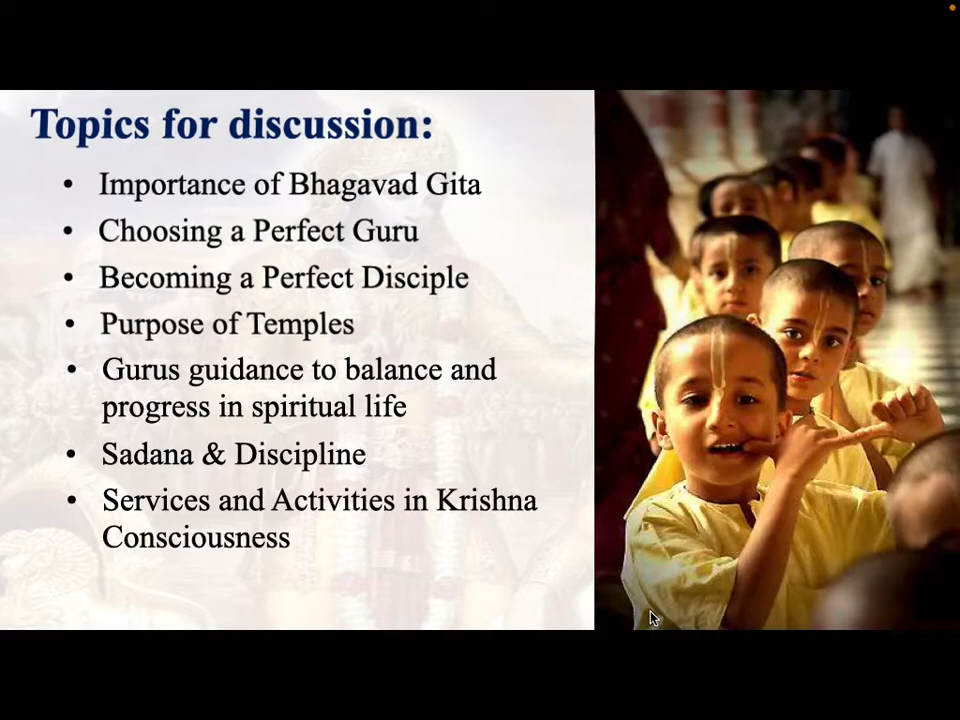 Topics for discussion:
• Importance of Bhagavad Gita
• Choosing a Perfect Guru
• Becoming a Perfect Disciple
• Purpose of Temples
• Gurus guidance to balance and
progress in spiritual life
• Sadana & Discipline
• Services and Activities in Krishna
Consciousness